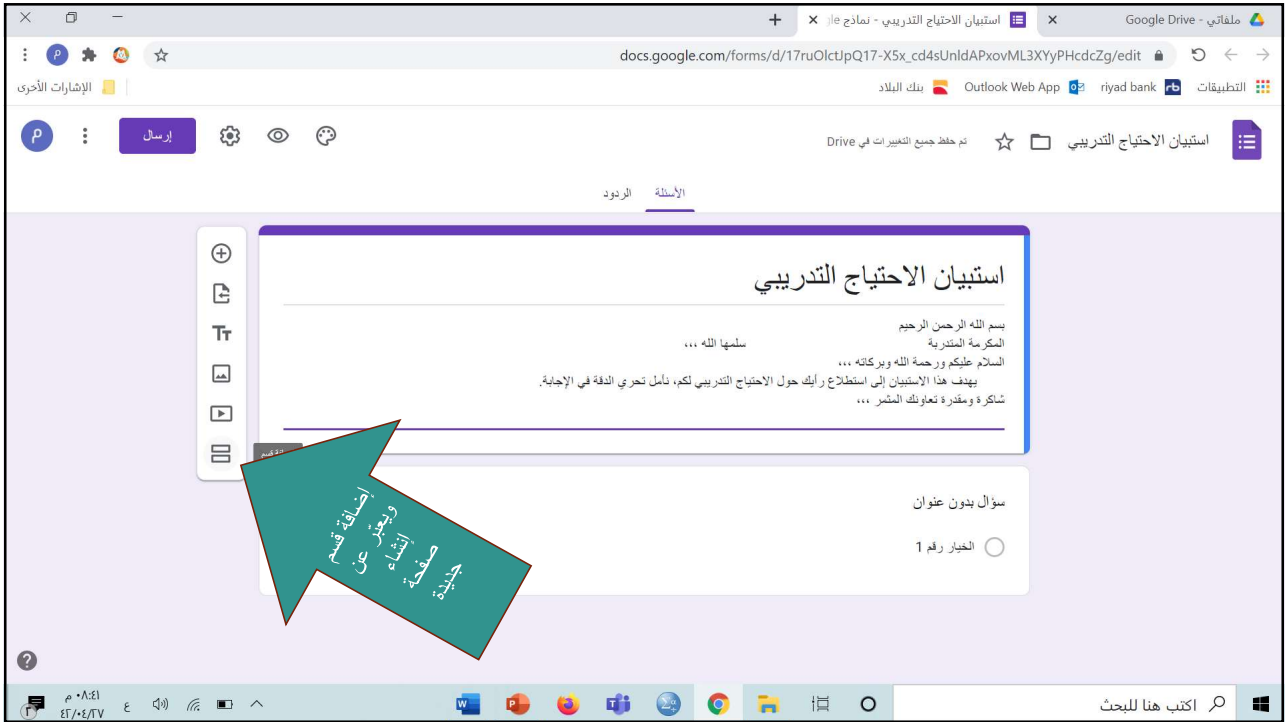 ملفاتي - Google Drive
استبيان الاحتياج التدريبي - نماذج gle
docs.google.com/forms/d/17ruOlctUpQ17-X5x_cd4sUnldAPxovML3XYyPHcdcZg/edit
التطبيقات riyad bank Outlook Web App بنك البلاد
الإشارات الأخرى
استبيان الاحتياج التدريبي
تم حفظ جميع التغييرات في Drive
إرسال
الأسئلة الردود
استبيان الاحتياج التدريبي
بسم الله الرحمن الرحيم
المكرمة المتدربة سلمها الله ،،،
السلام عليكم ورحمة الله وبركاته ،،،
يهدف هذا الاستبيان إلى استطلاع رأيك حول الاحتياج التدريبي لكم، نأمل تحري الدقة في الإجابة.
شاكرة ومقدرة تعاونك المثمر ،،،
إضافة قسم
ويعتبر عن
إنشاء
صفحة
جديدة
سؤال بدون عنوان
الخيار رقم 1
اكتب هنا للبحث
ع
٠٨:٤١ م
٤٢/٠٤/٢٧